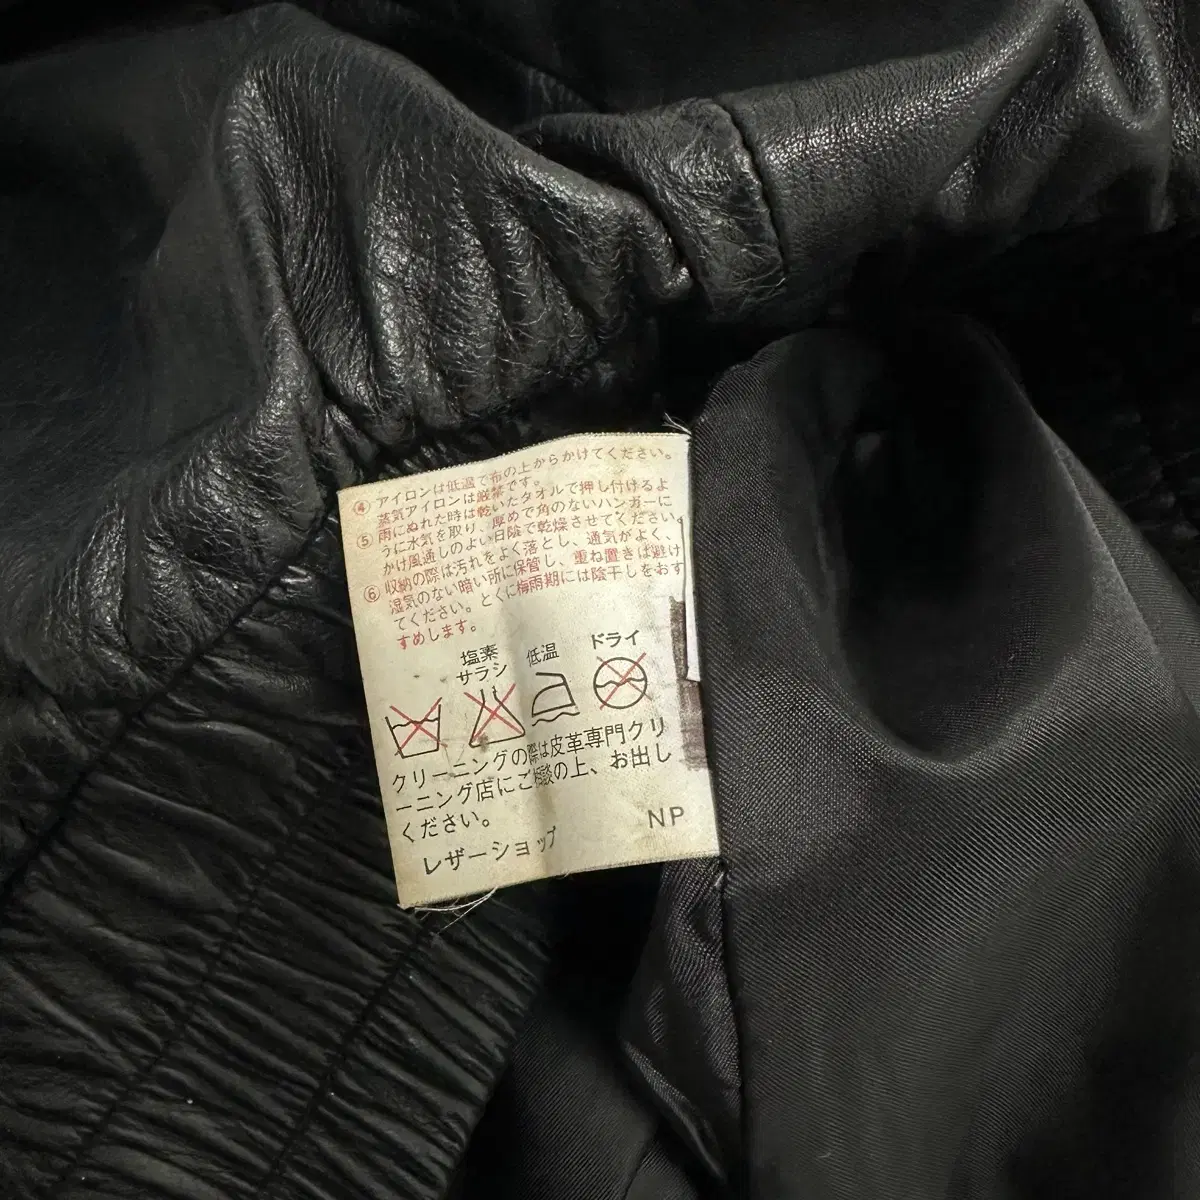 ④ アイロンは低温で布の上からかけてください。
蒸気アイロンは厳禁です。
⑤ 雨にぬれた時は乾いたタオルで押し付けるよ
うに水気を取り、厚めで角のないハンガーに
かけ風通しのよい日陰で乾燥させてください。
⑥ 収納の際は汚れをよく落とし、通気がよく、
湿気のない暗い所に保管し、重ね置きは避け
てください。とくに梅雨期には陰干しをおす
すめします。
塩素
サラシ
低温
ドライ
クリーニングの際は皮革専門クリ
ーニング店にご相談の上、お出し
ください。
レザーショップ
NP